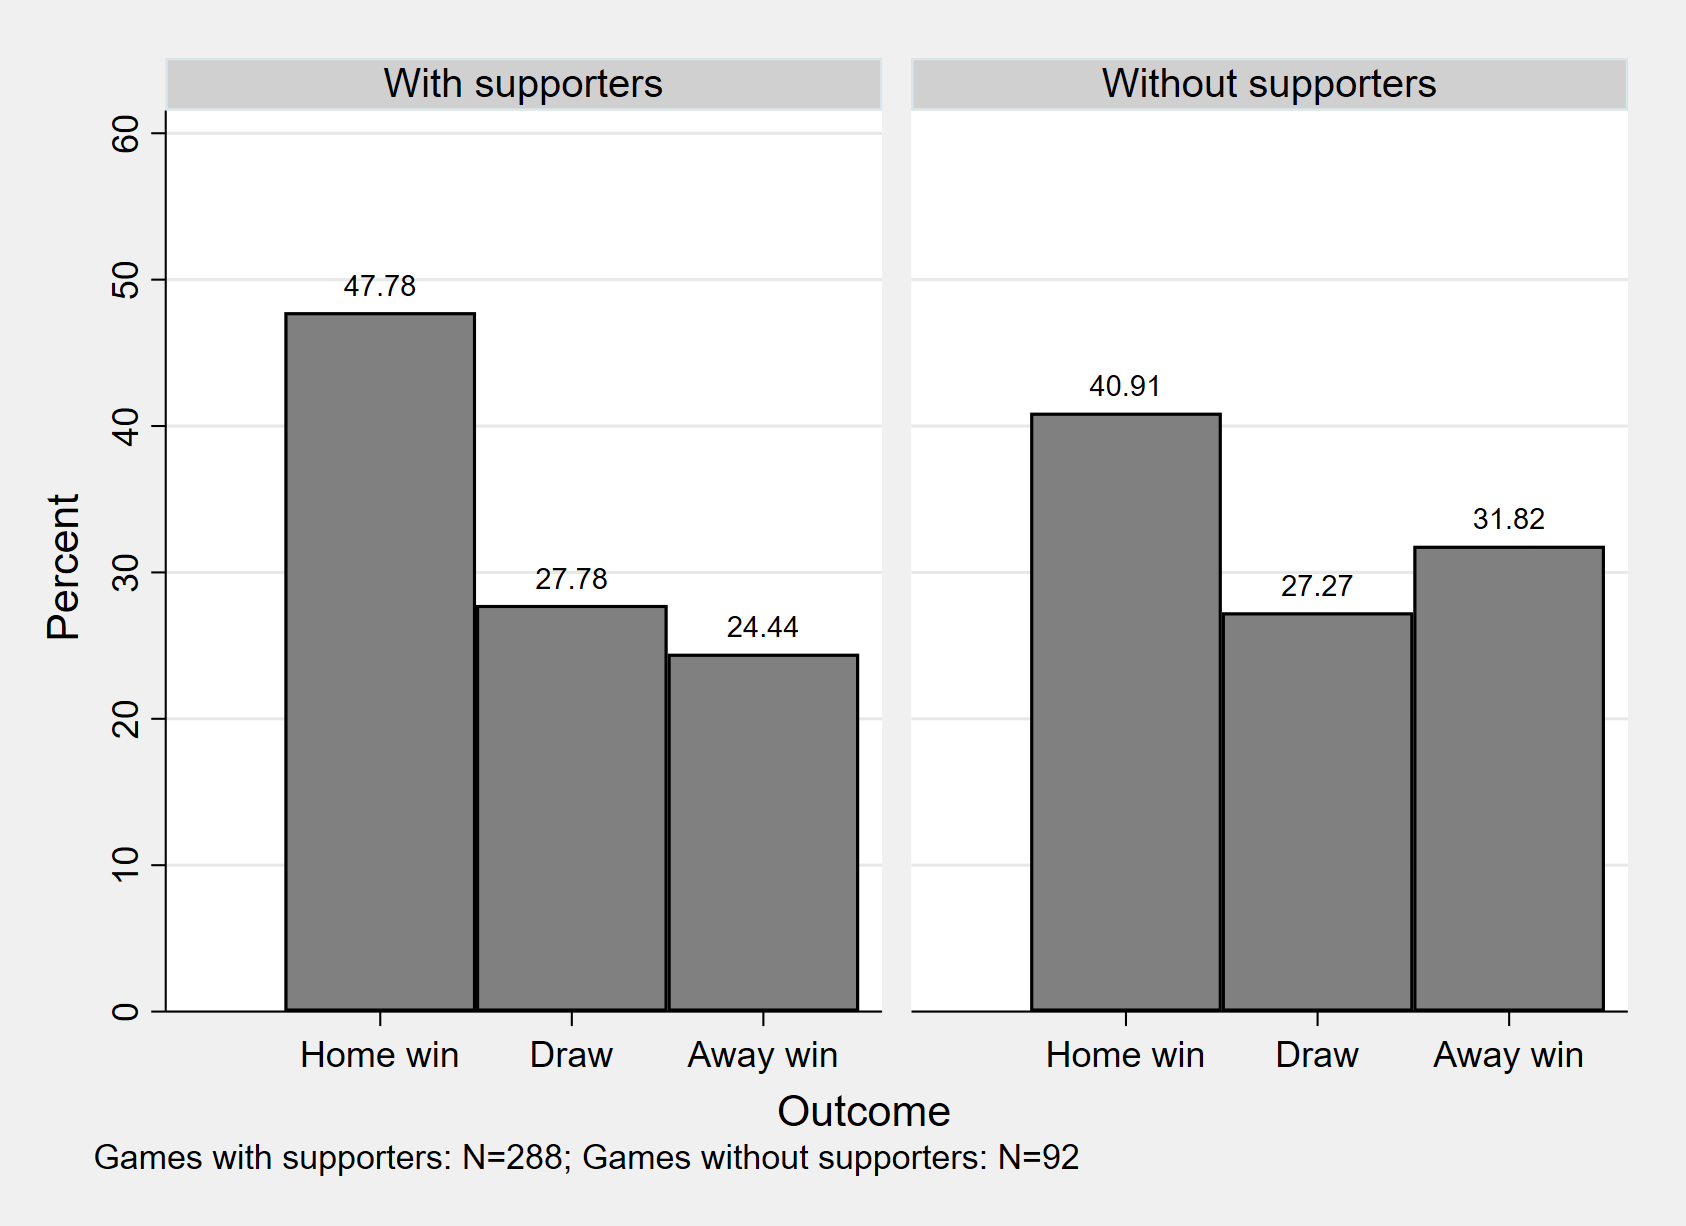 With supporters
Without supporters
Percent
60
50
40
30
20
10
0
47.78
27.78
24.44
40.91
27.27
31.82
Home win Draw Away win
Home win Draw Away win
Outcome
Games with supporters: N=288; Games without supporters: N=92